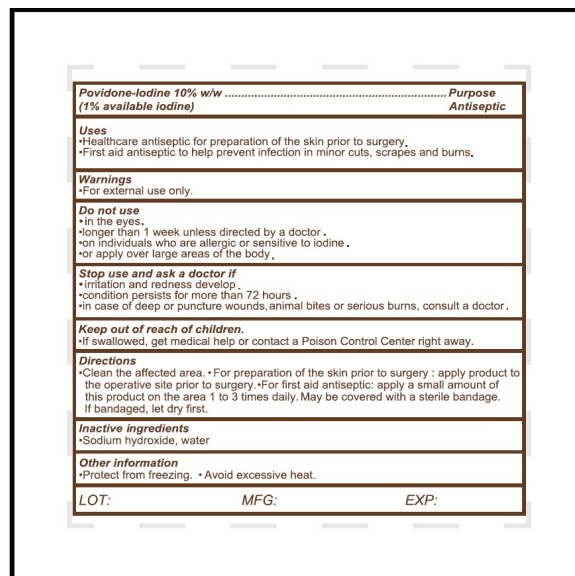 Povidone-Iodine 10% w/w ..................................................................... Purpose
(1% available iodine) Antiseptic
Uses
•Healthcare antiseptic for preparation of the skin prior to surgery.
•First aid antiseptic to help prevent infection in minor cuts, scrapes and burns.
Warnings
•For external use only.
Do not use
•in the eyes.
•longer than 1 week unless directed by a doctor .
•on individuals who are allergic or sensitive to iodine .
•or apply over large areas of the body .
Stop use and ask a doctor if
•irritation and redness develop .
•condition persists for more than 72 hours .
•in case of deep or puncture wounds,animal bites or serious burns, consult a doctor .
Keep out of reach of children.
•If swallowed, get medical help or contact a Poison Control Center right away.
Directions
•Clean the affected area. •For preparation of the skin prior to surgery : apply product to
the operative site prior to surgery.•For first aid antiseptic: apply a small amount of
this product on the area 1 to 3 times daily. May be covered with a sterile bandage.
If bandaged, let dry first.
Inactive ingredients
•Sodium hydroxide, water
Other information
•Protect from freezing. •Avoid excessive heat.
LOT: MFG: EXP: